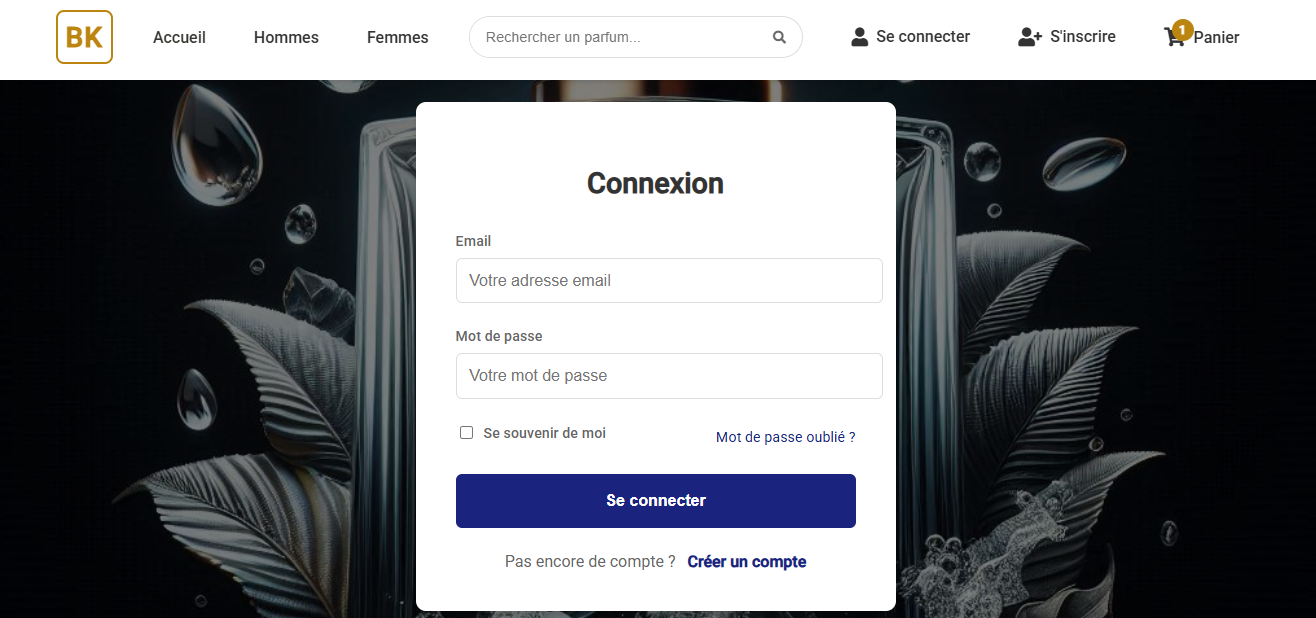 BK Accueil Hommes Femmes Rechercher un parfum... Se connecter S'inscrire 1 Panier
Connexion
Email
Votre adresse email
Mot de passe
Votre mot de passe
Se souvenir de moi Mot de passe oublié ?
Se connecter
Pas encore de compte ? Créer un compte